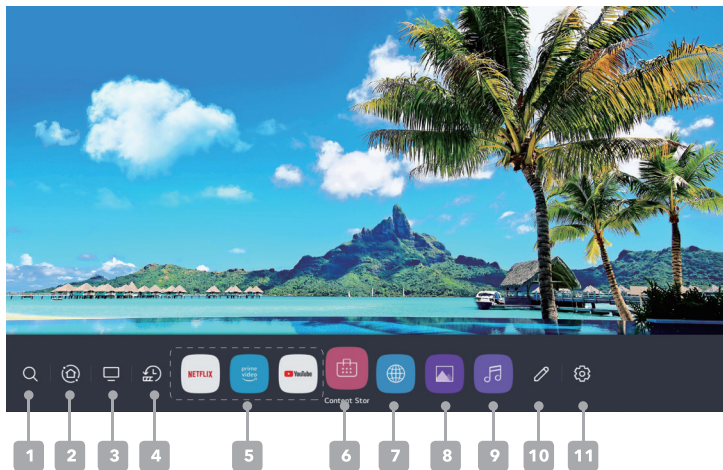 NETFLIX
prime
video
YouTube
Content Stor
1 2 3 4 5 6 7 8 9 10 11